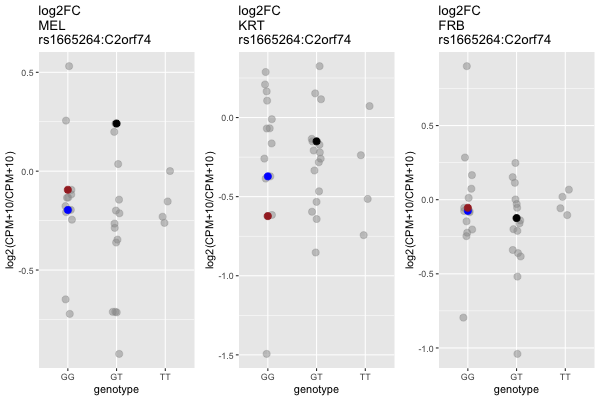 log2FC
MEL
rs1665264:C2orf74
log2(CPM+10/CPM+10)
0.5
0.0
-0.5
GG
GT
TT
genotype
log2FC
KRT
rs1665264:C2orf74
log2(CPM+10/CPM+10)
0.0
-0.5
-1.0
-1.5
GG
GT
TT
genotype
log2FC
FRB
rs1665264:C2orf74
log2(CPM+10/CPM+10)
0.5
0.0
-0.5
-1.0
GG
GT
TT
genotype